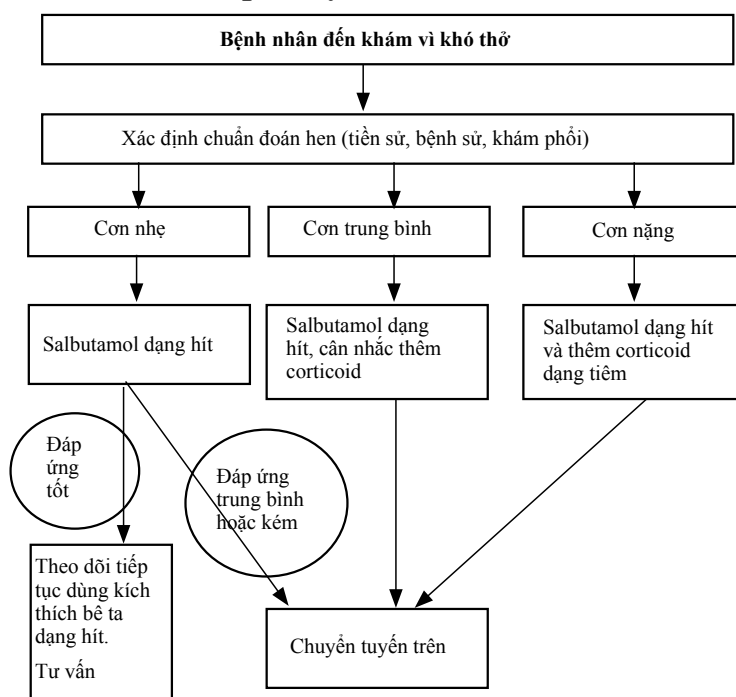 Bệnh nhân đến khám vì khó thở
Xác định chuẩn đoán hen (tiền sử, bệnh sử, khám phổi)
Cơn nhẹ
Cơn trung bình
Cơn nặng
Salbutamol dạng hít
Salbutamol dạng
hít, cân nhắc thêm
corticoid
Salbutamol dạng hít
và thêm corticoid
dạng tiêm
Đáp
ứng
tốt
Đáp ứng
trung bình
hoặc kém
Theo dõi tiếp
tục dùng kích
thích bê ta
dạng hít.
Tư vấn
Chuyển tuyến trên